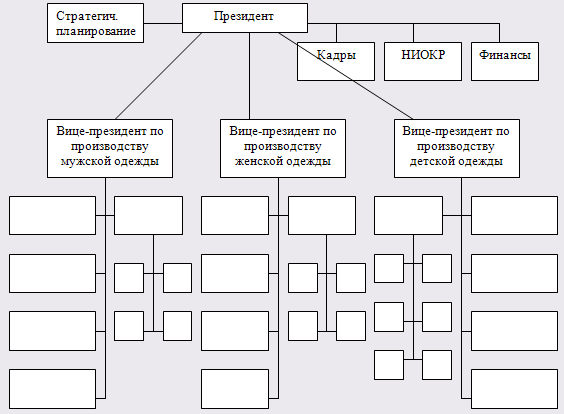 Стратегич.
планирование
Президент
Кадры
НИОКР
Финансы
Вице-президент по
производству
мужской одежды
Вице-президент по
производству
женской одежды
Вице-президент по
производству
детской одежды